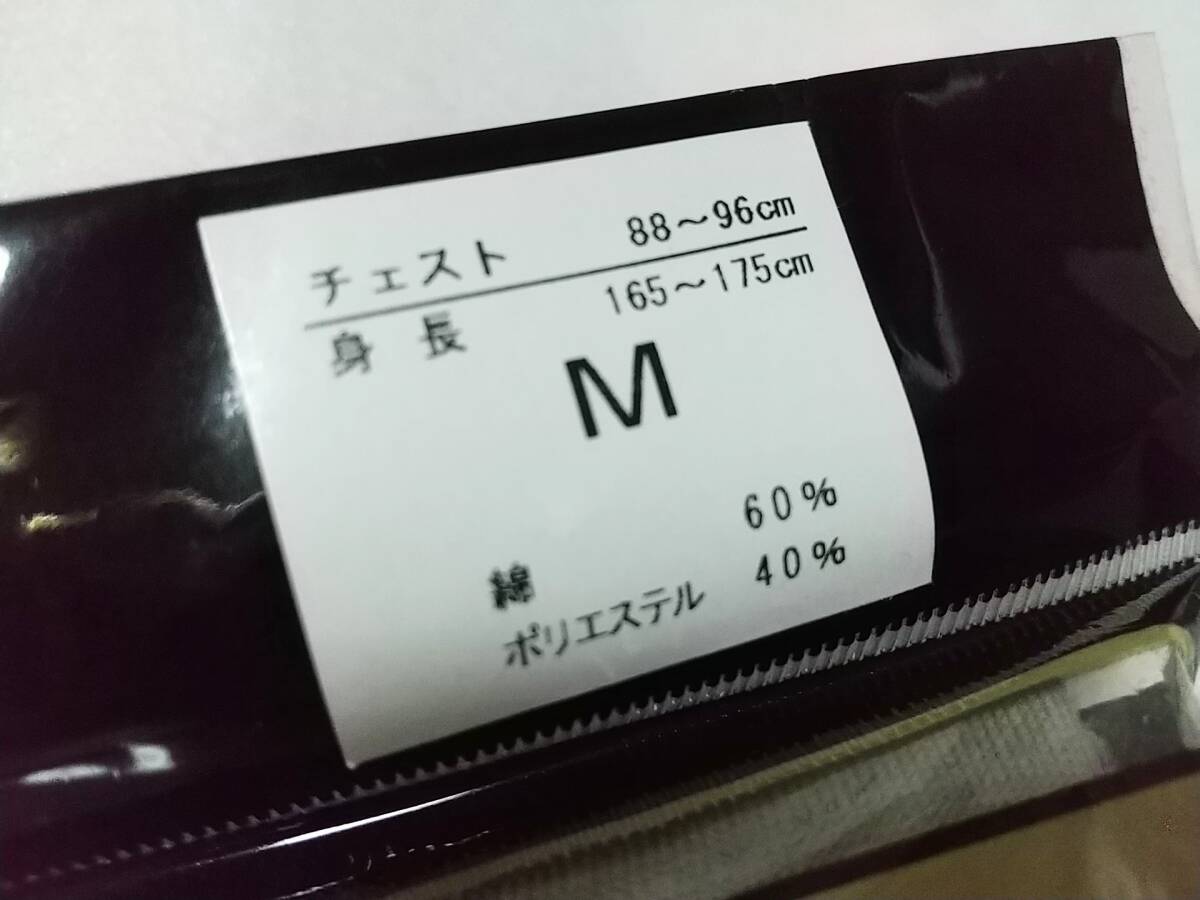 チェスト 88～96cm
身 長 165～175cm
M
綿 60%
ポリエステル 40%